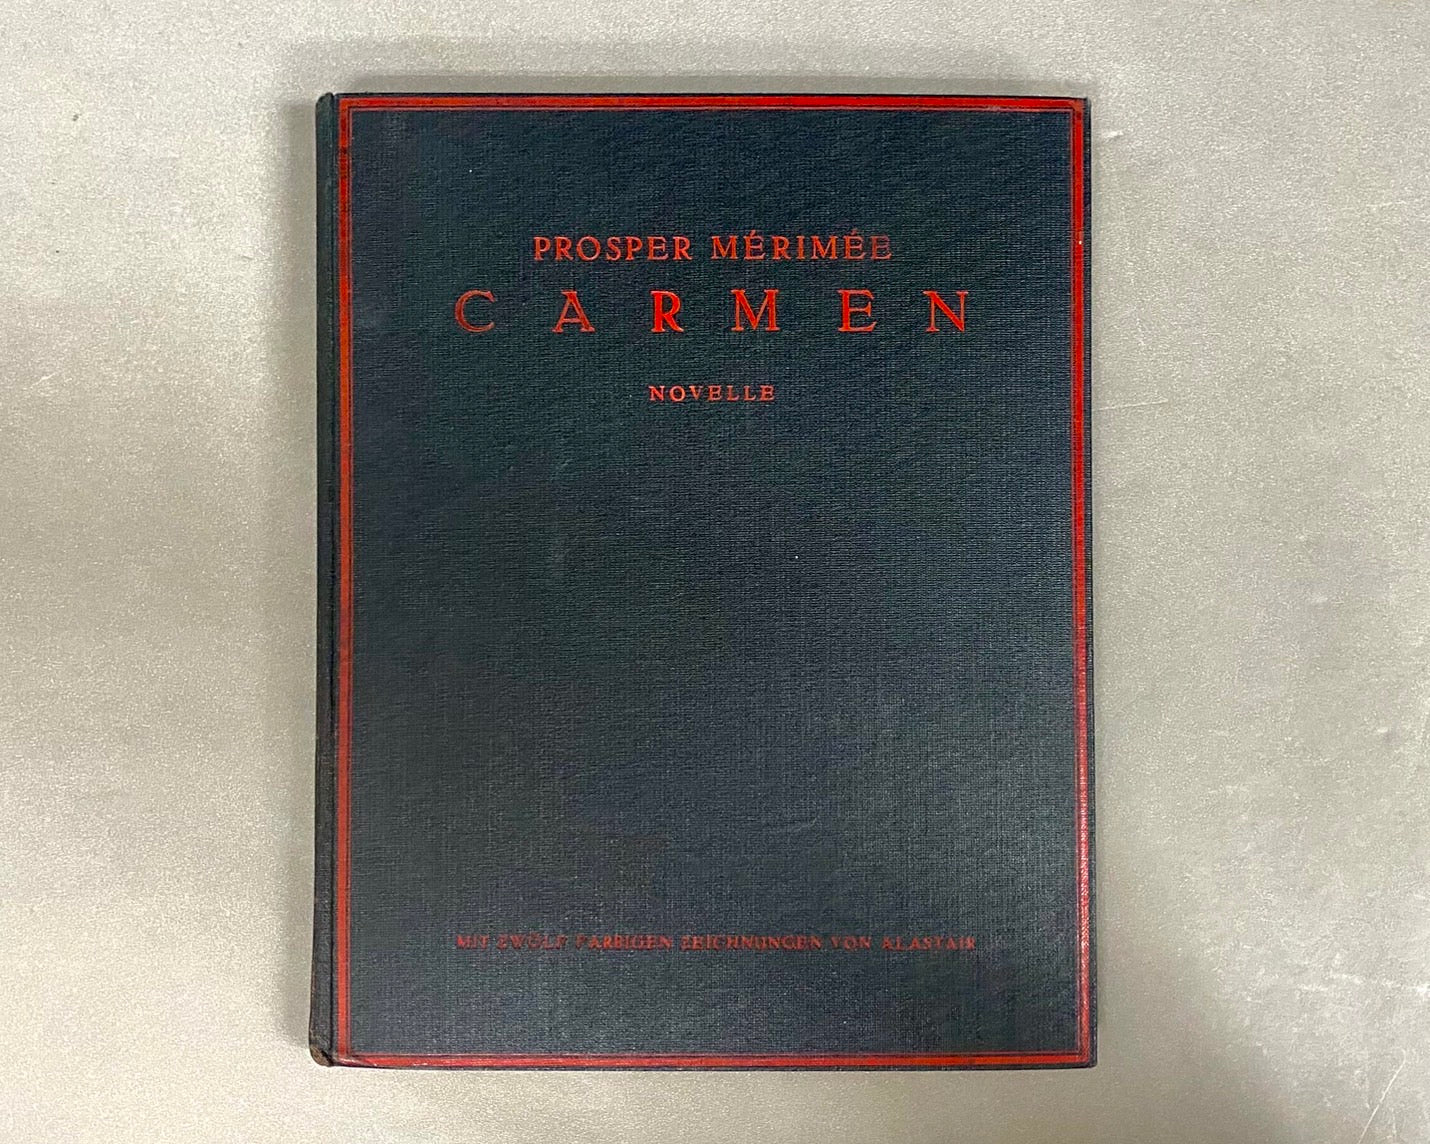 PROSPER MÉRIMÉE
CARMEN
NOVELLE
MIT ZWÖLF FARBIGEN ZEICHNUNGEN VON ALASTAIR